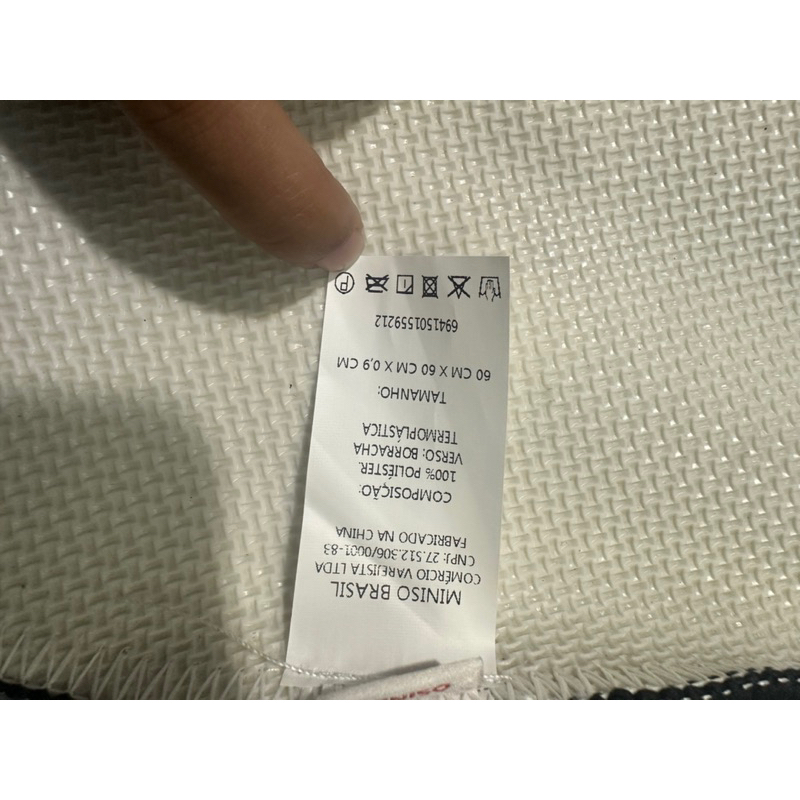 MINISO BRASIL
COMÉRCIO VAREJISTA LTDA
CNPJ: 27.512.306/0001-83
FABRICADO NA CHINA
COMPOSIÇÃO:
100% POLIÉSTER.
VERSO: BORRACHA
TERMOPLÁSTICA
TAMANHO:
60 CM X 60 CM X 0,9 CM
6941501559212
P